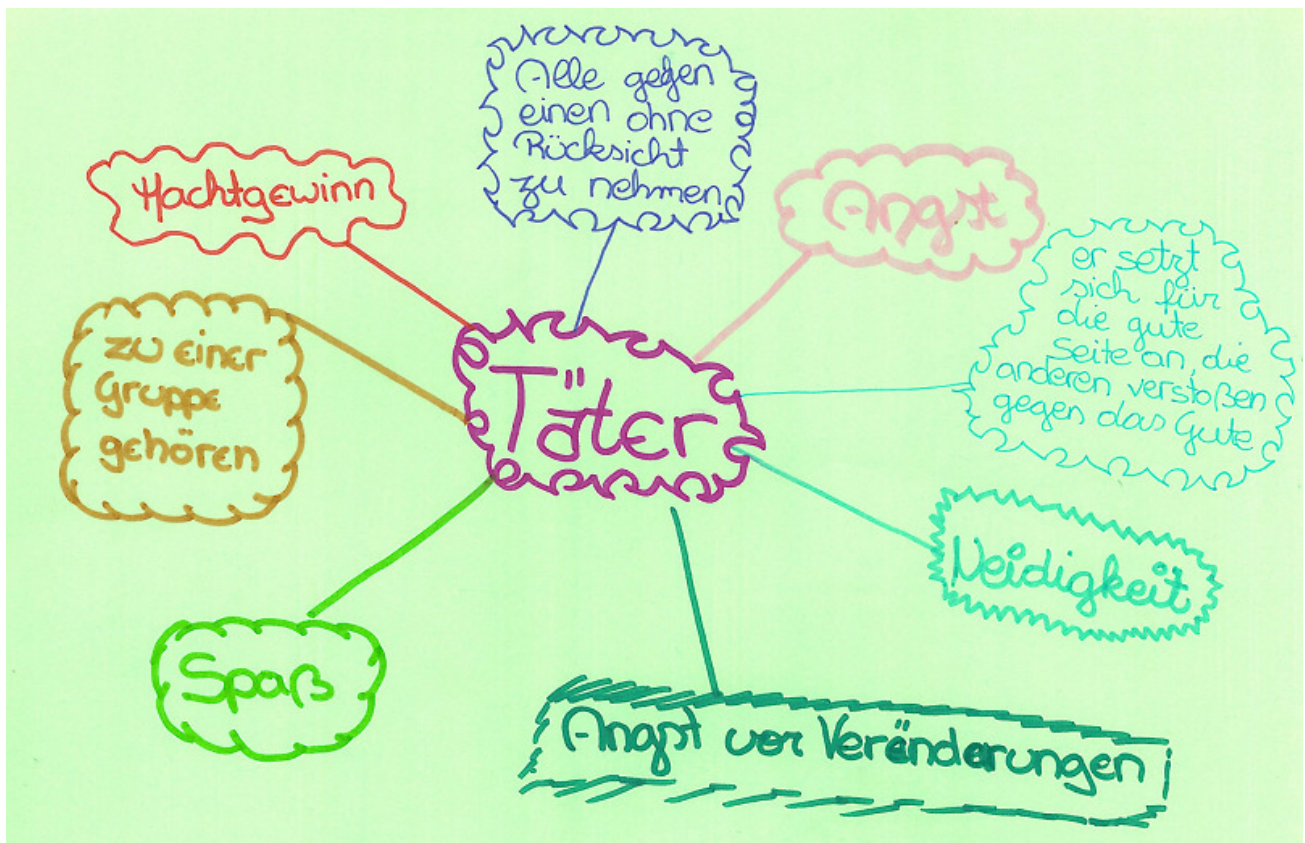 Alle gegen
einen ohne
Rücksicht
zu nehmen
Machtgewinn
Angst
er setzt
sich für
die gute
Seite an, die
anderen verstoßen
gegen das Gute
zu einer
Gruppe
gehören
Täter
Neidigkeit
Spaß
Angst vor Veränderungen